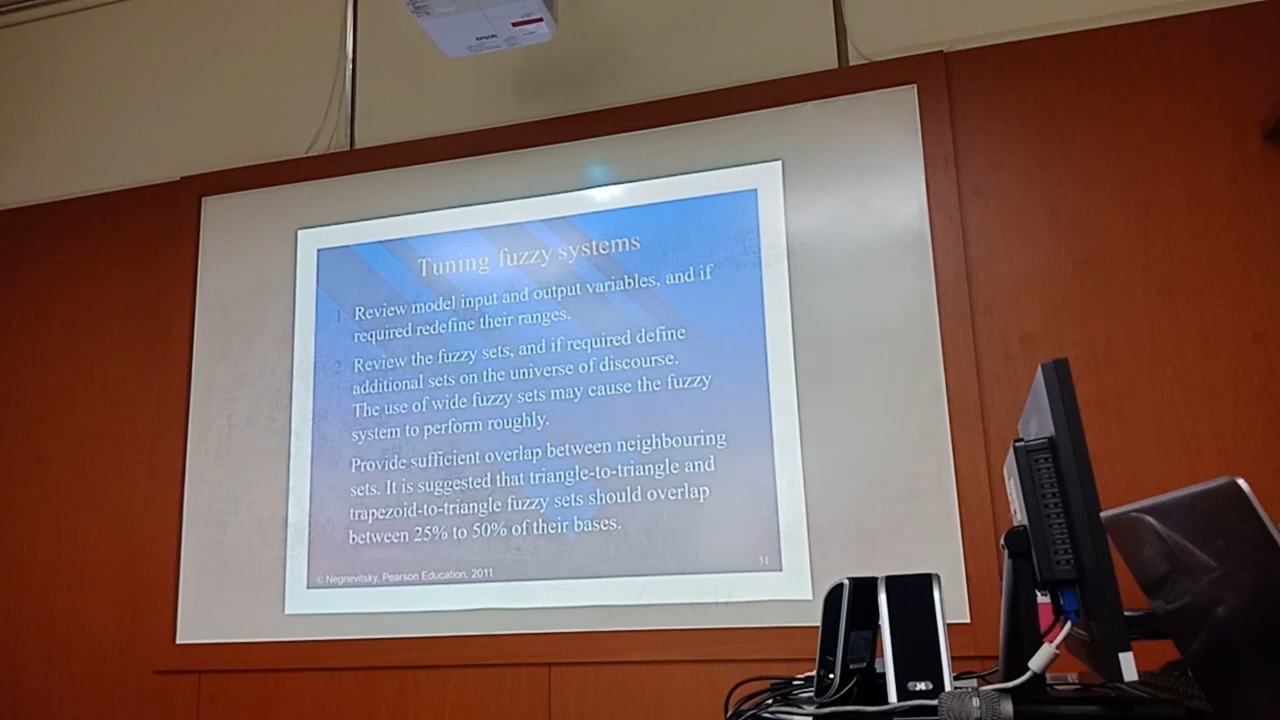 EPSON
Tuning fuzzy systems
1. Review model input and output variables, and if
required redefine their ranges.
2. Review the fuzzy sets, and if required define
additional sets on the universe of discourse.
The use of wide fuzzy sets may cause the fuzzy
system to perform roughly.
Provide sufficient overlap between neighbouring
sets. It is suggested that triangle-to-triangle and
trapezoid-to-triangle fuzzy sets should overlap
between 25% to 50% of their bases.
© Negnevitsky, Pearson Education, 2011
51